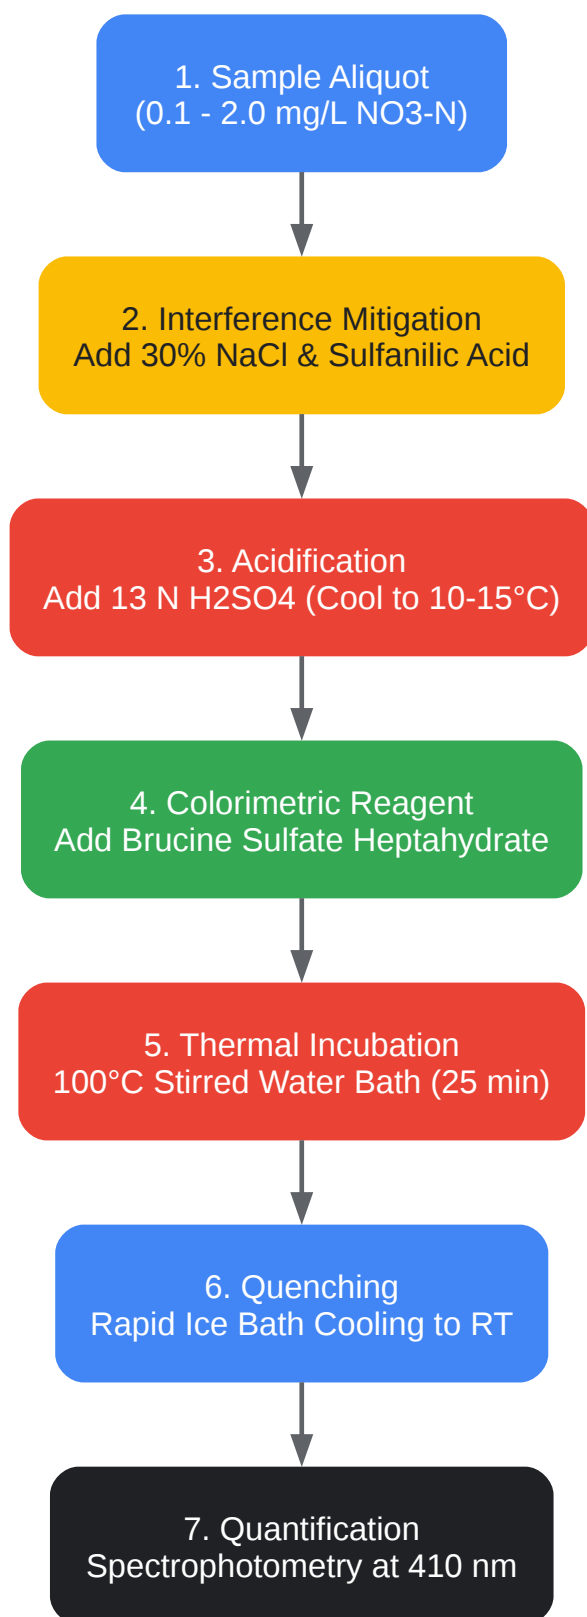 1. Sample Aliquot
(0.1 - 2.0 mg/L NO3-N)
2. Interference Mitigation
Add 30% NaCl & Sulfanilic Acid
3. Acidification
Add 13 N H2SO4 (Cool to 10-15°C)
4. Colorimetric Reagent
Add Brucine Sulfate Heptahydrate
5. Thermal Incubation
100°C Stirred Water Bath (25 min)
6. Quenching
Rapid Ice Bath Cooling to RT
7. Quantification
Spectrophotometry at 410 nm